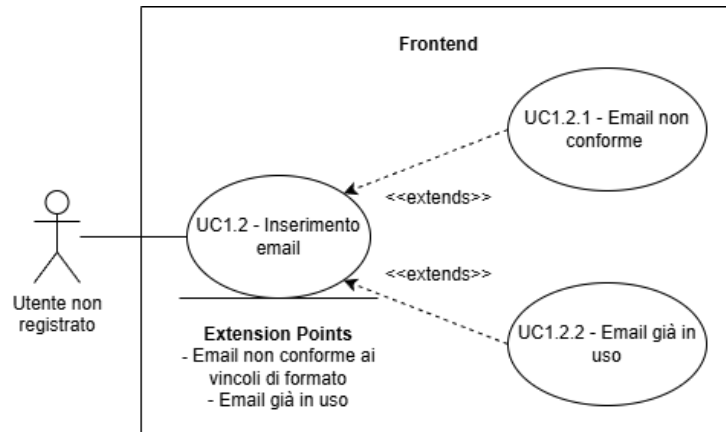 Frontend
UC1.2.1 - Email non
conforme
<<extends>>
UC1.2 - Inserimento
email
<<extends>>
Utente non
registrato
UC1.2.2 - Email già in
uso
Extension Points
- Email non conforme ai
vincoli di formato
- Email già in uso